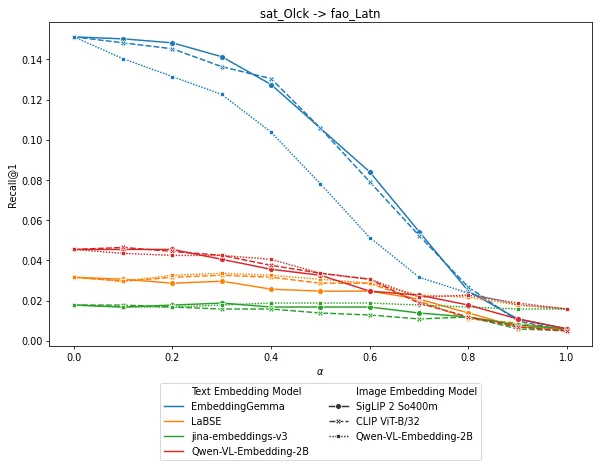 sat_Olck -> fao_Latn
Recall@1
0.14
0.12
0.10
0.08
0.06
0.04
0.02
0.00
0.0 0.2 0.4 0.6 0.8 1.0
α
Text Embedding Model
EmbeddingGemma
LaBSE
jina-embeddings-v3
Qwen-VL-Embedding-2B
Image Embedding Model
SigLIP 2 So400m
CLIP ViT-B/32
Qwen-VL-Embedding-2B